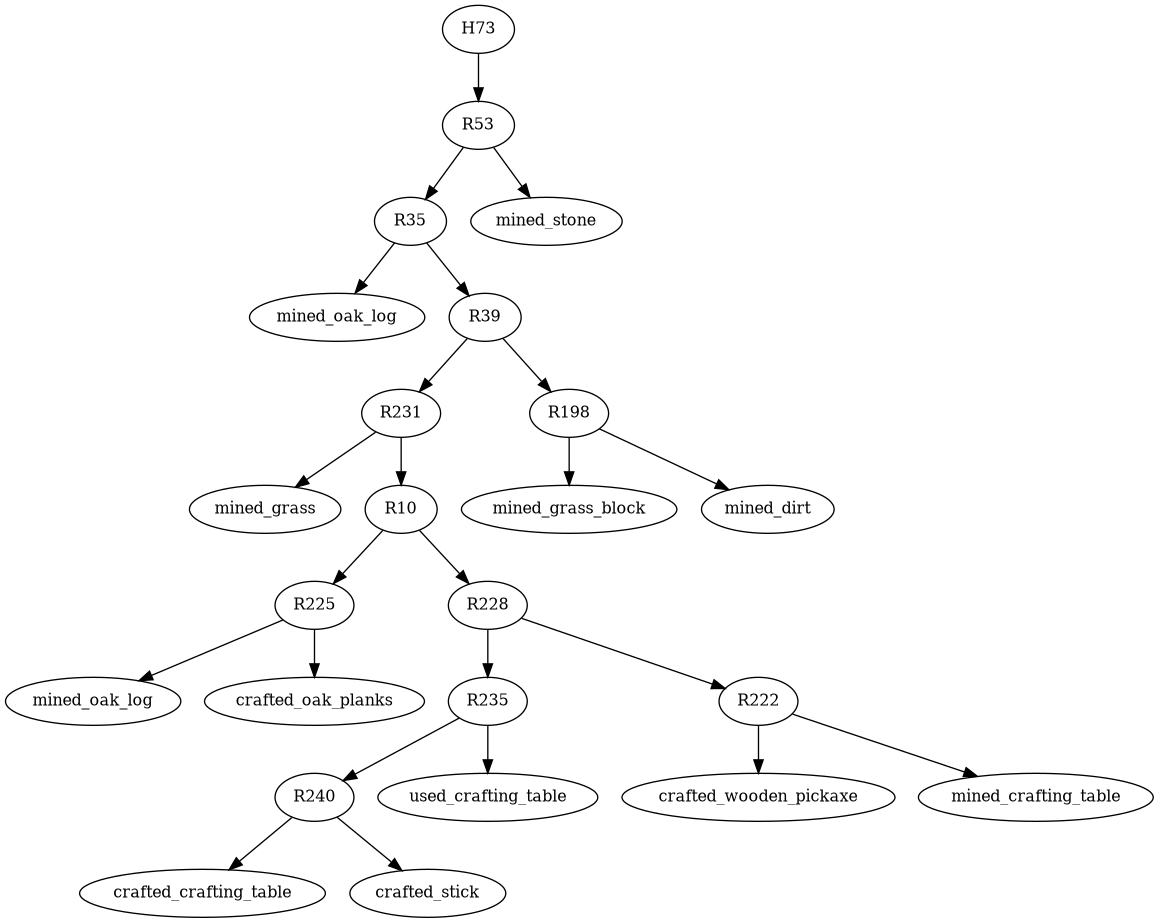 H73
R53
R35
mined_stone
mined_oak_log
R39
R231
R198
mined_grass
R10
mined_grass_block
mined_dirt
R225
R228
mined_oak_log
crafted_oak_planks
R235
R222
R240
used_crafting_table
crafted_wooden_pickaxe
mined_crafting_table
crafted_crafting_table
crafted_stick